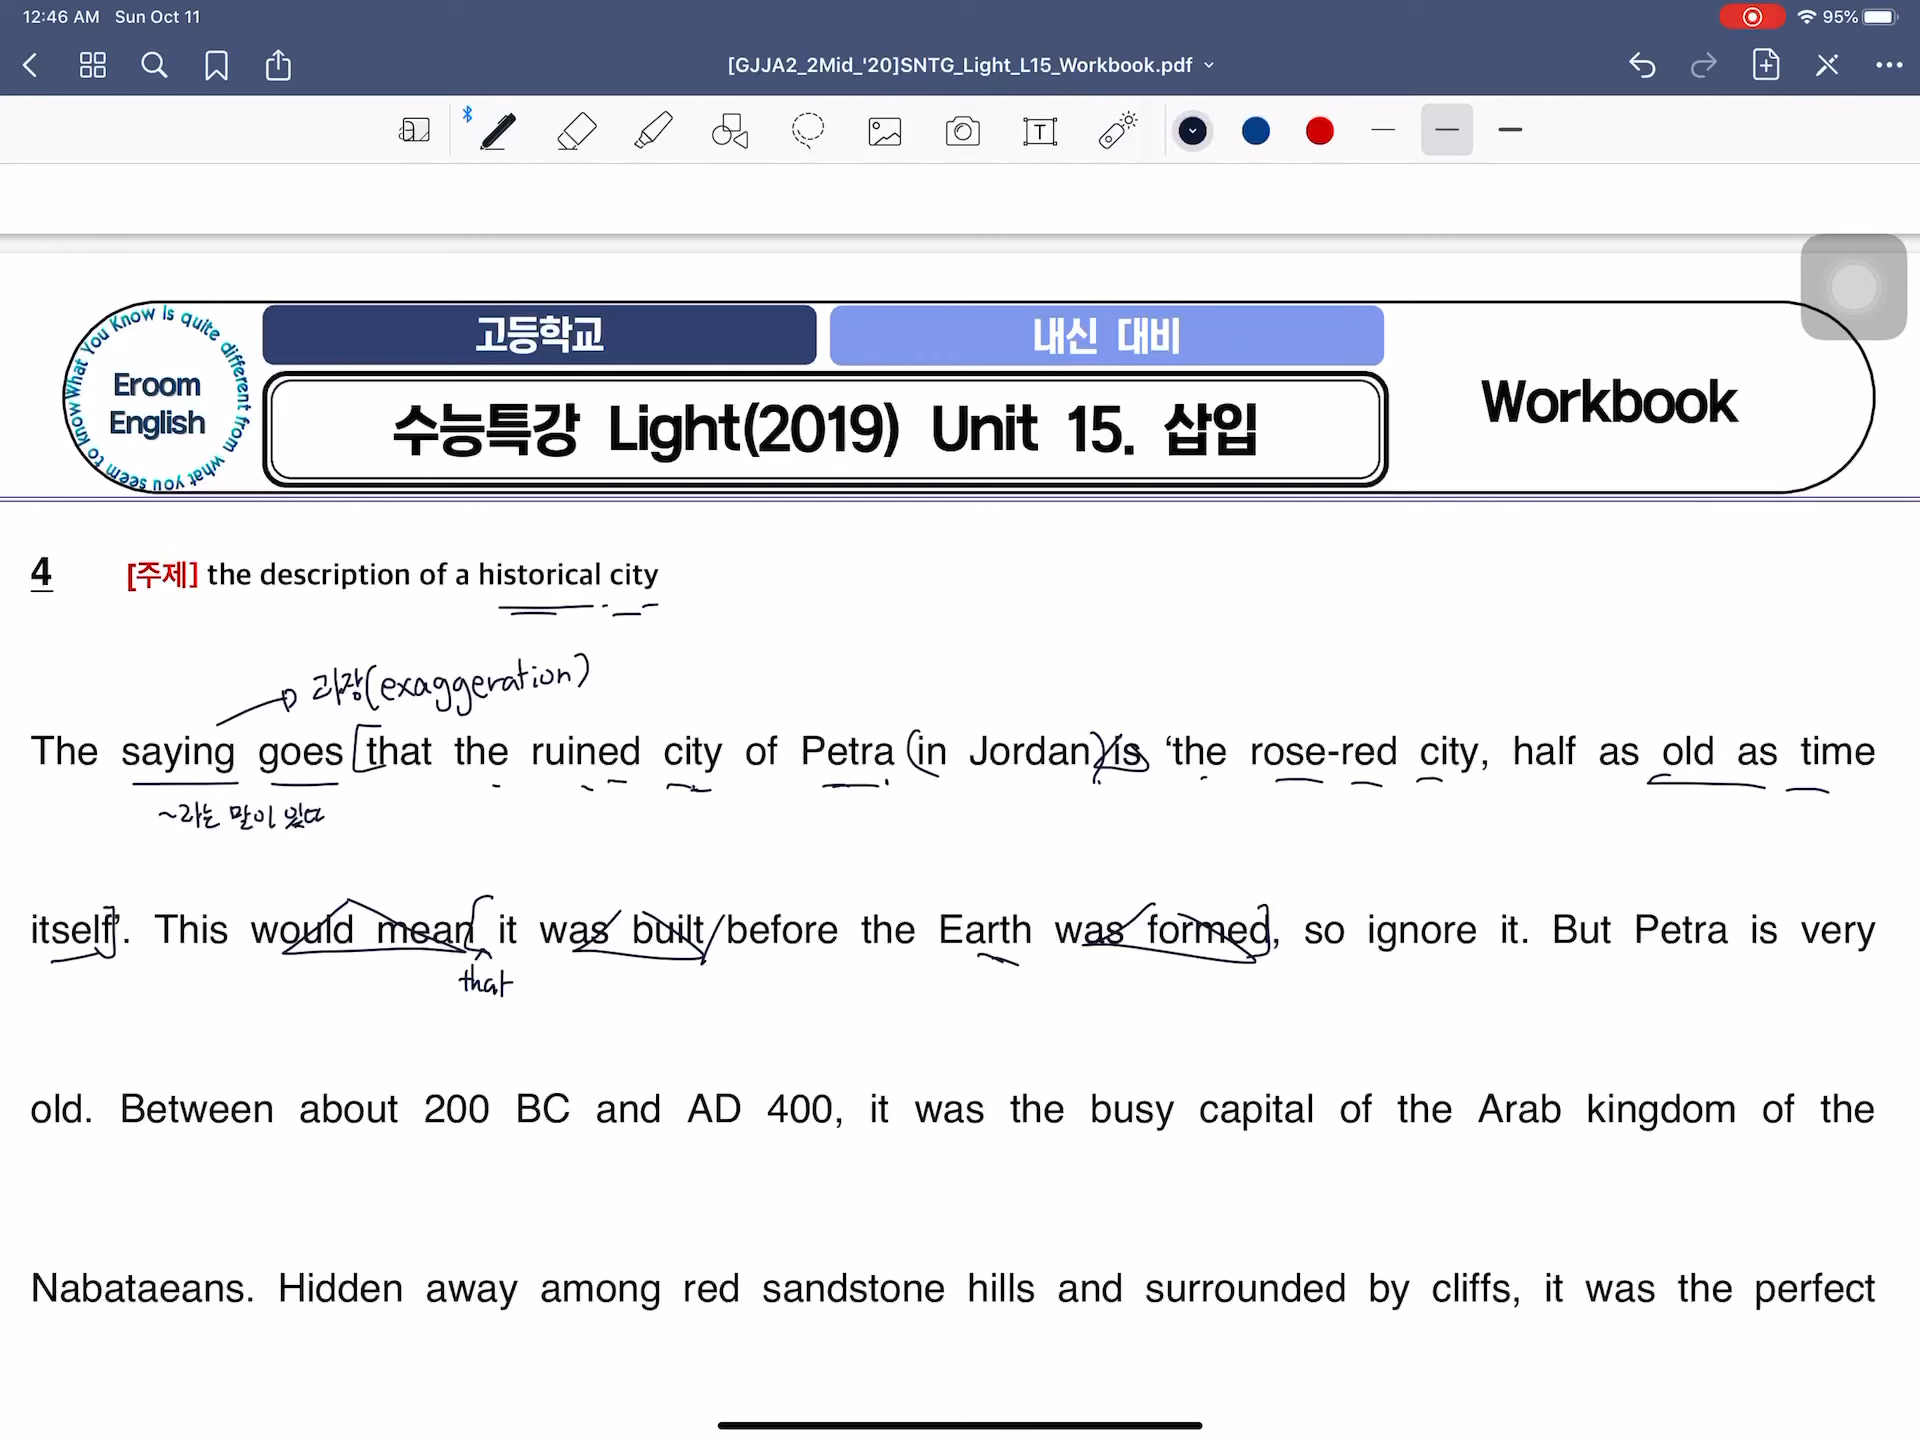 12:46 AM Sun Oct 11
95%
[GJJA2_2Mid_'20]SNTG_Light_L15_Workbook.pdf
What You Know is quite different from what you seem to know
Eroom
English
고등학교
내신 대비
수능특강 Light(2019) Unit 15. 삽입
Workbook
4 [주제] the description of a historical city
과장(exaggeration)
The saying goes that the ruined city of Petra (in Jordan) is ‘the rose-red city, half as old as time
~라는 말이 있다
itself’. This would mean it was built before the Earth was formed, so ignore it. But Petra is very
that
old. Between about 200 BC and AD 400, it was the busy capital of the Arab kingdom of the
Nabataeans. Hidden away among red sandstone hills and surrounded by cliffs, it was the perfect